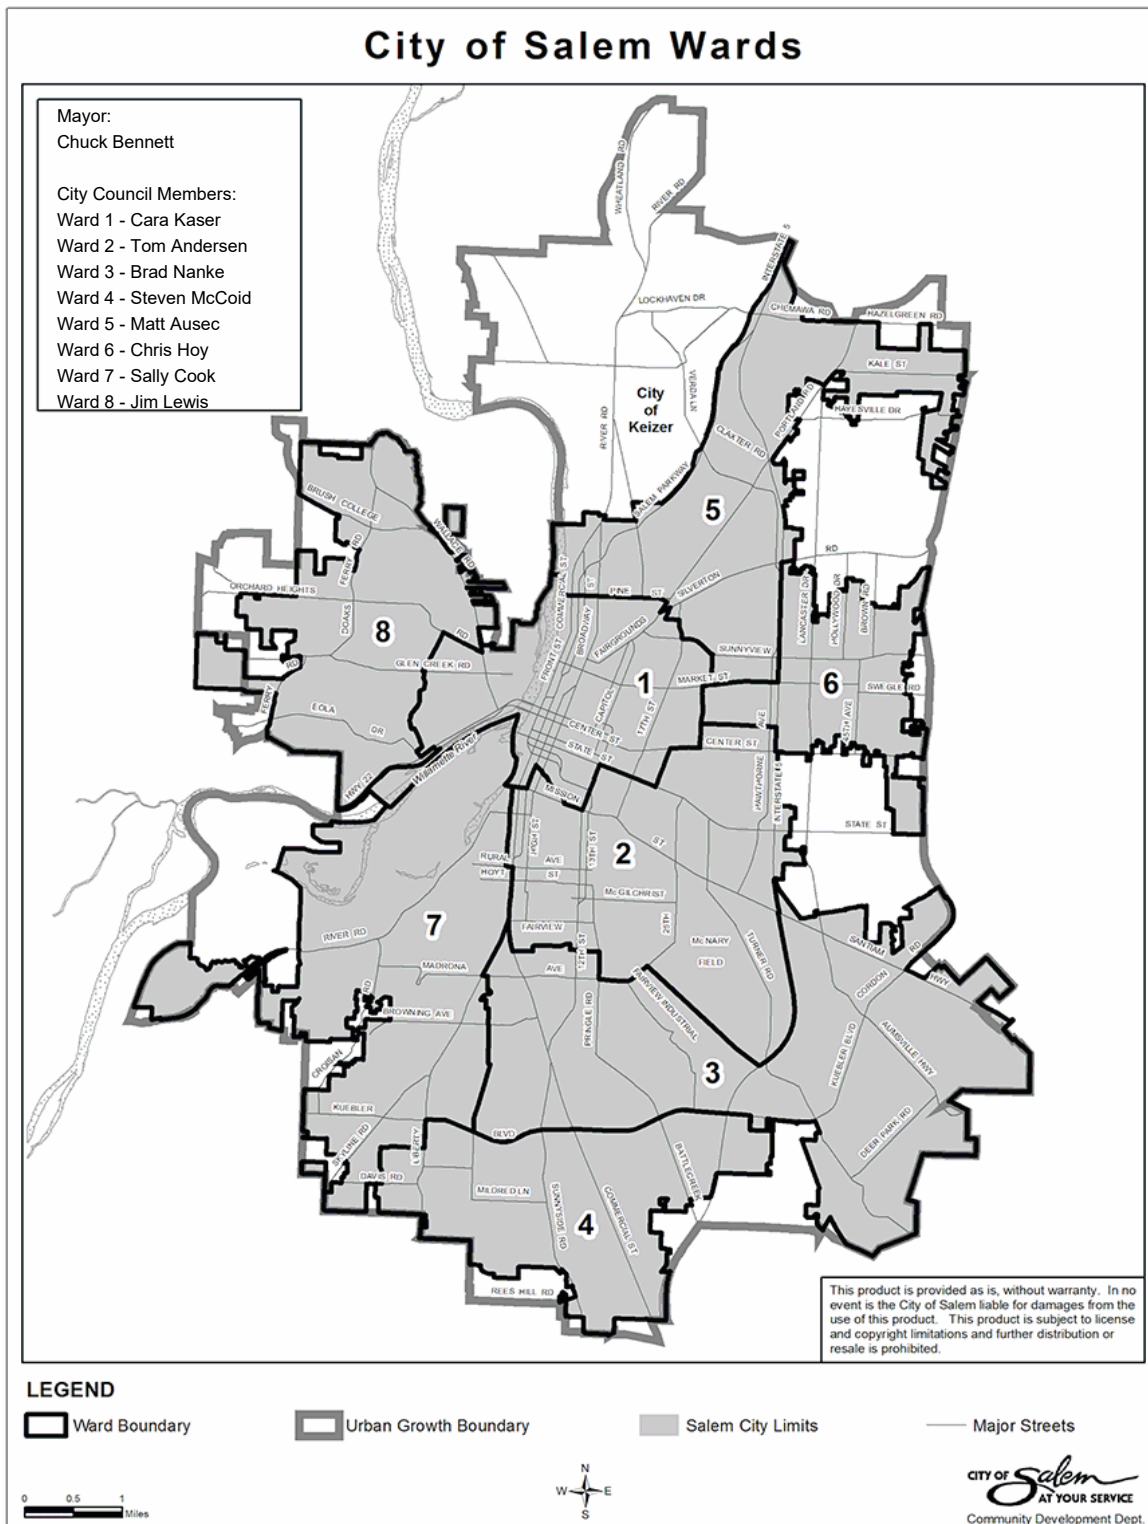 City of Salem Wards
Mayor:
Chuck Bennett
City Council Members:
Ward 1 - Cara Kaser
Ward 2 - Tom Andersen
Ward 3 - Brad Nanke
Ward 4 - Steven McCoid
Ward 5 - Matt Ausec
Ward 6 - Chris Hoy
Ward 7 - Sally Cook
Ward 8 - Jim Lewis
WHEATLAND RD
RIVER RD
INTERSTATE 5
LOCKHAVEN DR
CHEMAWA RD
HAZELGREEN RD
KALE ST
VERDA LN
City
of
Keizer
PORTLAND RD
HAYESVILLE DR
RIVER RD
CLAXTER RD
SALEM PARKWAY
5
BRUSH COLLEGE
RD
WALLACE RD
DOAKS
FERRY
RD
ORCHARD HEIGHTS
RD
8
GLEN CREEK RD
RD
FERRY
EOLA
DR
HWY 22
Willamette River
COMMERCIAL ST
FRONT ST
BROADWAY
ST
PINE ST
SILVERTON
RD
FAIRGROUNDS
LANCASTER DR
HOLLYWOOD DR
BROWN RD
SUNNYVIEW
1
MARKET ST
6
SWEGLE RD
45TH AVE
CAPITOL
17TH ST
CENTER ST
STATE ST
CENTER ST
AVE
HAWTHORNE
INTERSTATE 5
MISSION
ST
STATE ST
HIGH ST
13TH ST
2
RURAL
AVE
HOYT
ST
McGILCHRIST
25TH
FAIRVIEW
12TH ST
McNARY
FIELD
TURNER RD
7
RIVER RD
MADRONA
AVE
SANTIAM
HWY
CORDON
RD
FAIRVIEW INDUSTRIAL
PRINGLE RD
BROWNING AVE
CROISAN
RD
3
KUEBLER BLVD
AUMSVILLE HWY
DEER PARK RD
KUEBLER
BLVD
SKYLINE RD
LIBERTY
DAVIS RD
MILDRED LN
SUNNYSIDE RD
4
COMMERCIAL ST
BATTLECREEK
REES HILL RD
This product is provided as is, without warranty. In no
event is the City of Salem liable for damages from the
use of this product. This product is subject to license
and copyright limitations and further distribution or
resale is prohibited.
LEGEND
Ward Boundary
Urban Growth Boundary
Salem City Limits
Major Streets
0 0.5 1
Miles
N
W E
S
CITY OF Salem
AT YOUR SERVICE
Community Development Dept.